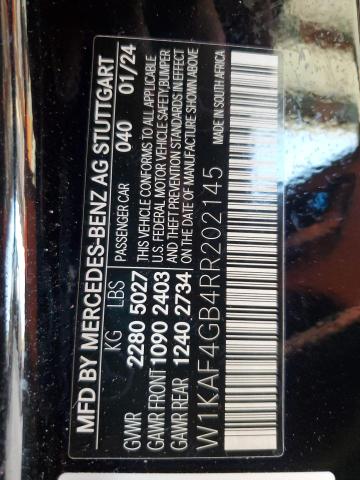 MFD BY MERCEDES-BENZ AG STUTTGART
KG LBS PASSENGER CAR 040 01/24
GVWR 2280 5027 THIS VEHICLE CONFORMS TO ALL APPLICABLE
GAWR FRONT 1090 2403 U.S. FEDERAL MOTOR VEHICLE SAFETY, BUMPER
GAWR REAR 1240 2734 AND THEFT PREVENTION STANDARDS IN EFFECT
ON THE DATE OF MANUFACTURE SHOWN ABOVE
W1KAF4GB4RR202145
MADE IN SOUTH AFRICA